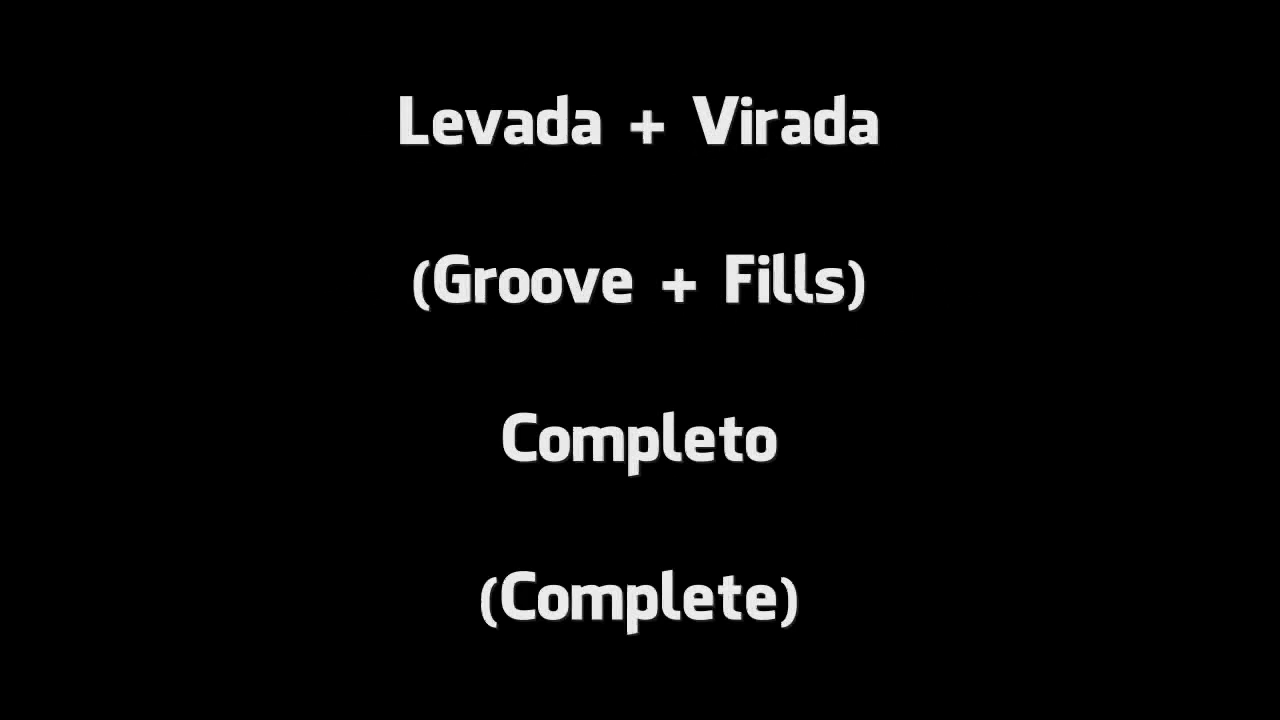 Levada + Virada
(Groove + Fills)
Completo
(Complete)